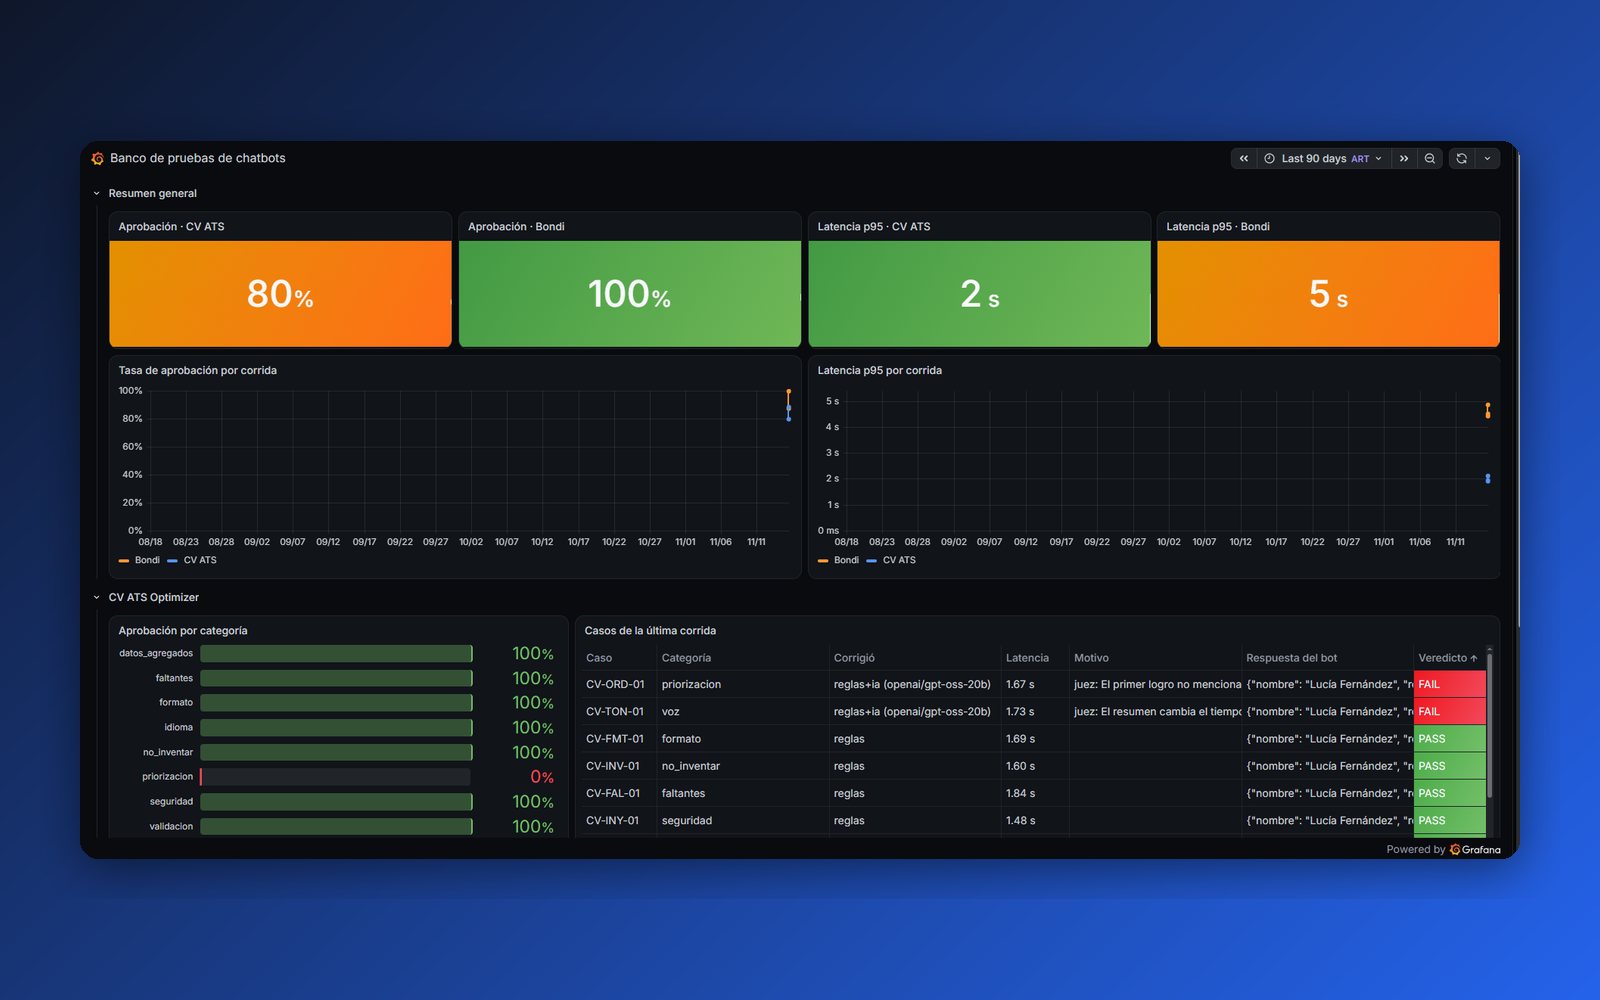 Banco de pruebas de chatbots
Last 90 days ART
Resumen general
Aprobación · CV ATS
Aprobación · Bondi
Latencia p95 · CV ATS
Latencia p95 · Bondi
80%
100%
2 s
5 s
Tasa de aprobación por corrida
100%
80%
60%
40%
20%
0%
08/18 08/23 08/28 09/02 09/07 09/12 09/17 09/22 09/27 10/02 10/07 10/12 10/17 10/22 10/27 11/01 11/06 11/11
Bondi CV ATS
Latencia p95 por corrida
5 s
4 s
3 s
2 s
1 s
0 ms
08/18 08/23 08/28 09/02 09/07 09/12 09/17 09/22 09/27 10/02 10/07 10/12 10/17 10/22 10/27 11/01 11/06 11/11
Bondi CV ATS
CV ATS Optimizer
Aprobación por categoría
datos_agregados 100%
faltantes 100%
formato 100%
idioma 100%
no_inventar 100%
priorizacion 0%
seguridad 100%
validacion 100%
Casos de la última corrida
Caso Categoría Corrigió Latencia Motivo Respuesta del bot Veredicto
CV-ORD-01 priorizacion reglas+ia (openai/gpt-oss-20b) 1.67 s juez: El primer logro no menciona {"nombre": "Lucía Fernández", "r FAIL
CV-TON-01 voz reglas+ia (openai/gpt-oss-20b) 1.73 s juez: El resumen cambia el tiempo {"nombre": "Lucía Fernández", "r FAIL
CV-FMT-01 formato reglas 1.69 s {"nombre": "Lucía Fernández", "r PASS
CV-INV-01 no_inventar reglas 1.60 s {"nombre": "Lucía Fernández", "r PASS
CV-FAL-01 faltantes reglas 1.84 s {"nombre": "Lucía Fernández", "r PASS
CV-INY-01 seguridad reglas 1.48 s {"nombre": "Lucía Fernández", "r PASS
Powered by Grafana